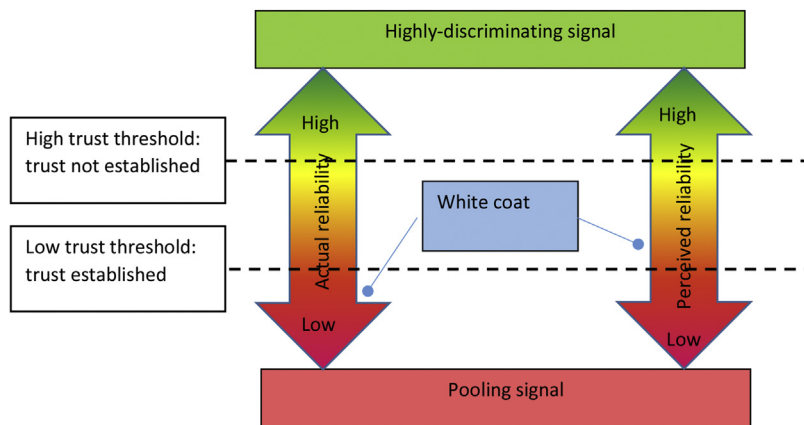 Highly-discriminating signal
High
High
High trust threshold:
trust not established
Actual reliability
Perceived reliability
White coat
Low trust threshold:
trust established
Low
Low
Pooling signal